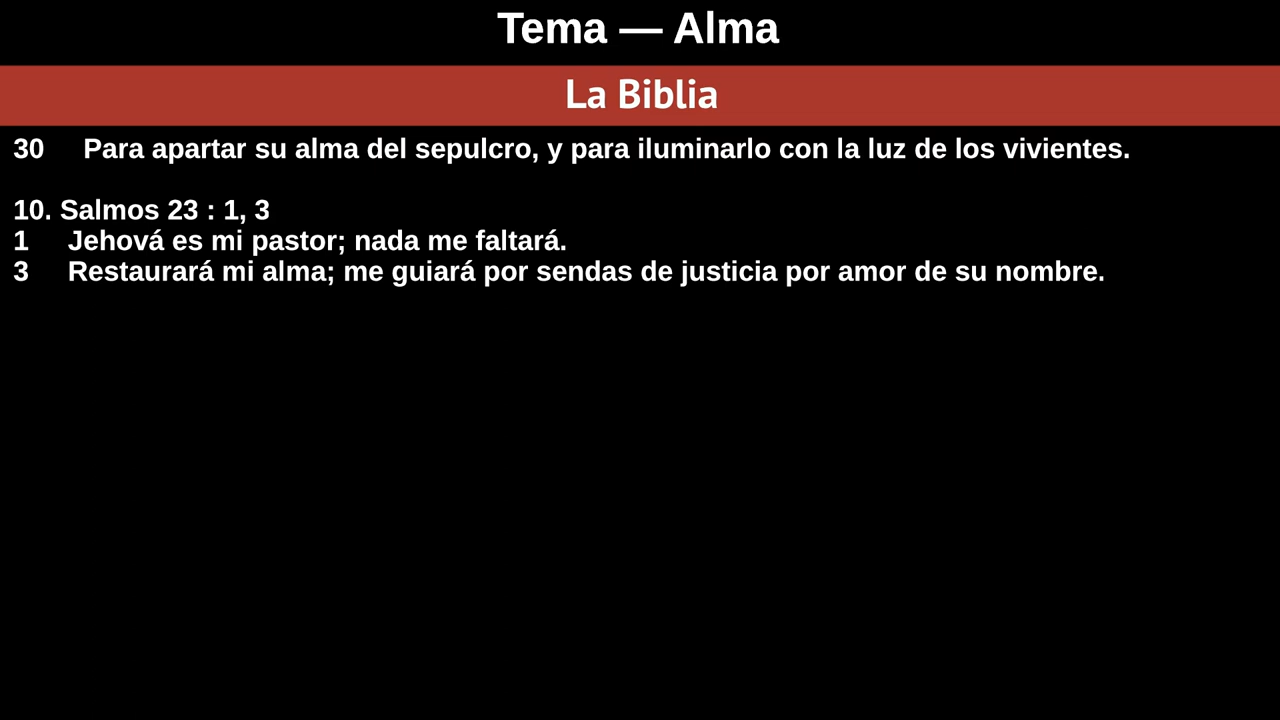 Tema — Alma
La Biblia
30 Para apartar su alma del sepulcro, y para iluminarlo con la luz de los vivientes.
10. Salmos 23 : 1, 3
1 Jehová es mi pastor; nada me faltará.
3 Restaurará mi alma; me guiará por sendas de justicia por amor de su nombre.